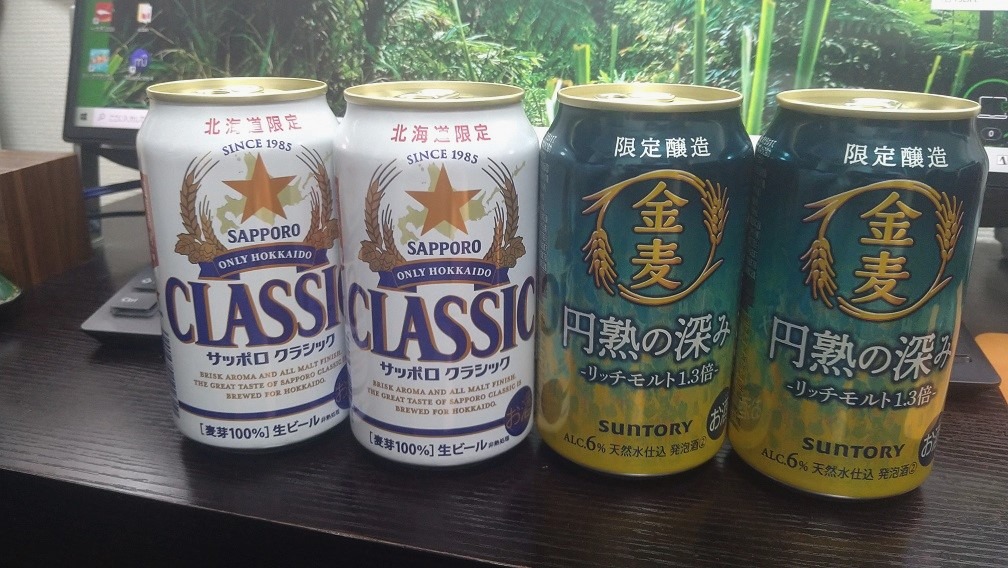 北海道限定
SINCE 1985
SAPPORO
ONLY HOKKAIDO
CLASSIC
サッポロ クラシック
BRISK AROMA AND ALL MALT FINISH.
THE GREAT TASTE OF SAPPORO CLASSIC IS
BREWED FOR HOKKAIDO.
[麦芽100%] 生ビール 非熱処理
北海道限定
SINCE 1985
SAPPORO
ONLY HOKKAIDO
CLASSIC
サッポロ クラシック
BRISK AROMA AND ALL MALT FINISH.
THE GREAT TASTE OF SAPPORO CLASSIC IS
BREWED FOR HOKKAIDO.
[麦芽100%] 生ビール 非熱処理
限定醸造
金麦
円熟の深み
-リッチモルト1.3倍-
SUNTORY
ALC.6% 天然水仕込 発泡酒②
限定醸造
金麦
円熟の深み
-リッチモルト1.3倍-
SUNTORY
ALC.6% 天然水仕込 発泡酒②